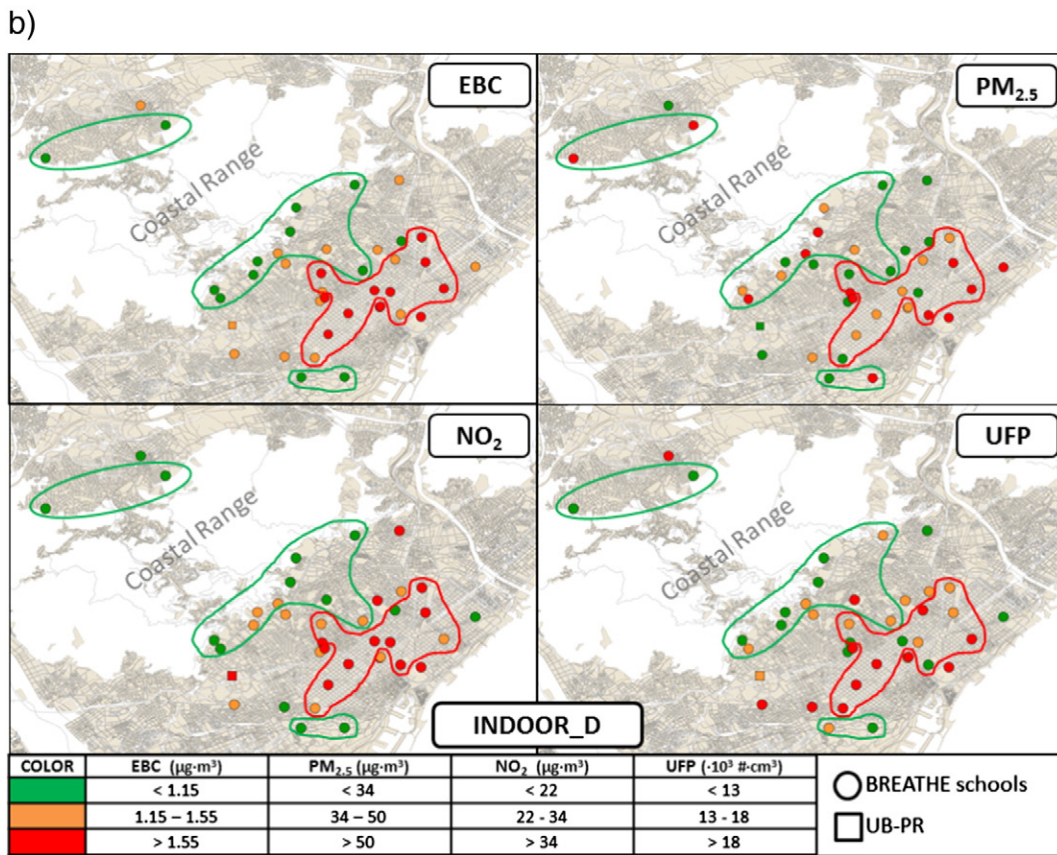 b)
EBC
PM₂.₅
Coastal Range
Coastal Range
NO₂
UFP
Coastal Range
Coastal Range
INDOOR_D
COLOR EBC (µg·m³) PM₂.₅ (µg·m³) NO₂ (µg·m³) UFP (·10³ #·cm³)
< 1.15 < 34 < 22 < 13
1.15 – 1.55 34 – 50 22 - 34 13 - 18
> 1.55 > 50 > 34 > 18
BREATHE schools
UB-PR